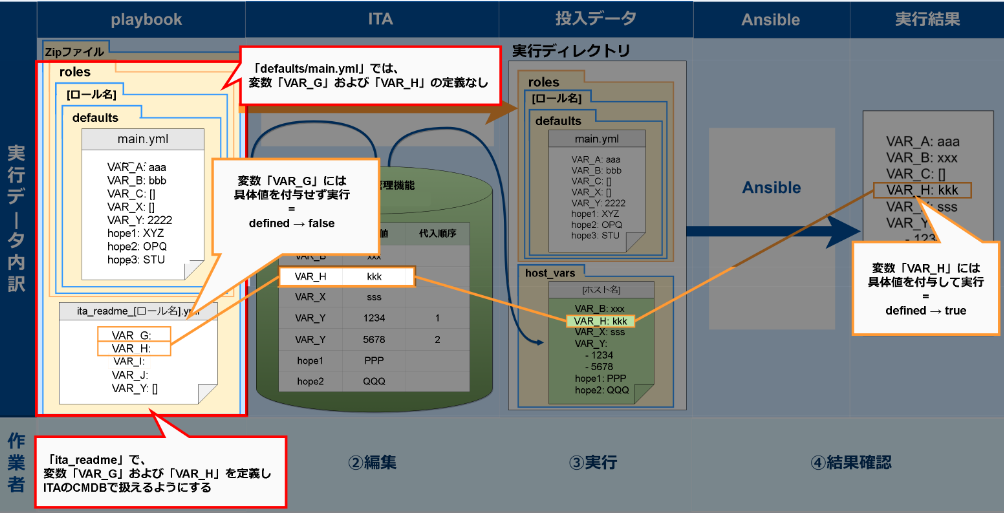 playbook
ITA
投入データ
Ansible
実行結果
実行データ内訳
Zipファイル
roles
[ロール名]
defaults
main.yml
VAR_A: aaa
VAR_B: bbb
VAR_C: []
VAR_X: []
VAR_Y: 2222
hope1: XYZ
hope2: OPQ
hope3: STU
ita_readme_[ロール名].yml
VAR_G:
VAR_H:
VAR_I:
VAR_J:
VAR_Y: []
「defaults/main.yml」では、
変数「VAR_G」および「VAR_H」の定義なし
変数「VAR_G」には
具体値を付与せず実行
=
defined → false
管理機能
値
代入順序
VAR_B xxx
VAR_H kkk
VAR_X sss
VAR_Y 1234 1
VAR_Y 5678 2
hope1 PPP
hope2 QQQ
実行ディレクトリ
roles
[ロール名]
defaults
main.yml
VAR_A: aaa
VAR_B: bbb
VAR_C: []
VAR_X: []
VAR_Y: 2222
hope1: XYZ
hope2: OPQ
hope3: STU
host_vars
[ホスト名]
VAR_B: xxx
VAR_H: kkk
VAR_X: sss
VAR_Y:
- 1234
- 5678
hope1: PPP
hope2: QQQ
Ansible
VAR_A: aaa
VAR_B: xxx
VAR_C: []
VAR_H: kkk
VAR_X: sss
VAR_Y
- 123
変数「VAR_H」には
具体値を付与して実行
=
defined → true
作業者
「ita_readme」で、
変数「VAR_G」および「VAR_H」を定義し
ITAのCMDBで扱えるようにする
②編集
③実行
④結果確認